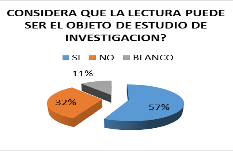 CONSIDERA QUE LA LECTURA PUEDE
SER EL OBJETO DE ESTUDIO DE
INVESTIGACION?
SI NO BLANCO
11%
32%
57%